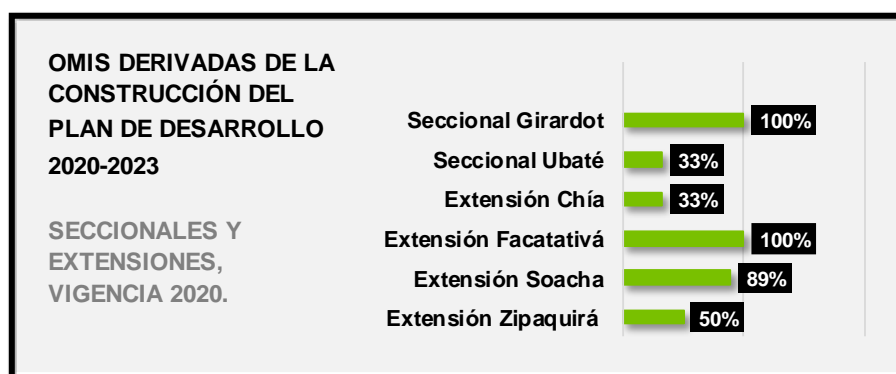 OMIS DERIVADAS DE LA
CONSTRUCCIÓN DEL
PLAN DE DESARROLLO
2020-2023
SECCIONALES Y
EXTENSIONES,
VIGENCIA 2020.
Seccional Girardot 100%
Seccional Ubaté 33%
Extensión Chía 33%
Extensión Facatativá 100%
Extensión Soacha 89%
Extensión Zipaquirá 50%